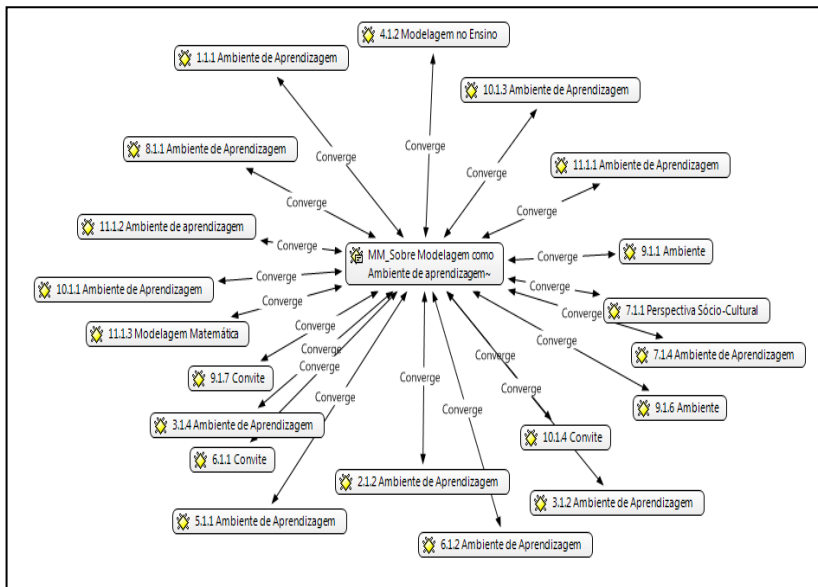 4.1.2 Modelagem no Ensino
1.1.1 Ambiente de Aprendizagem
10.1.3 Ambiente de Aprendizagem
8.1.1 Ambiente de Aprendizagem
Converge
Converge
Converge
11.1.1 Ambiente de Aprendizagem
Converge
Converge
11.1.2 Ambiente de aprendizagem
Converge
MM_Sobre Modelagem como
Ambiente de aprendizagem~
Converge
9.1.1 Ambiente
10.1.1 Ambiente de Aprendizagem
Converge
Converge
7.1.1 Perspectiva Sócio-Cultural
Converge
Converge
11.1.3 Modelagem Matemática
Converge
Converge
7.1.4 Ambiente de Aprendizagem
Converge
9.1.7 Convite
Converge
Converge
Converge
9.1.6 Ambiente
3.1.4 Ambiente de Aprendizagem
Converge
10.1.4 Convite
6.1.1 Convite
2.1.2 Ambiente de Aprendizagem
3.1.2 Ambiente de Aprendizagem
5.1.1 Ambiente de Aprendizagem
6.1.2 Ambiente de Aprendizagem